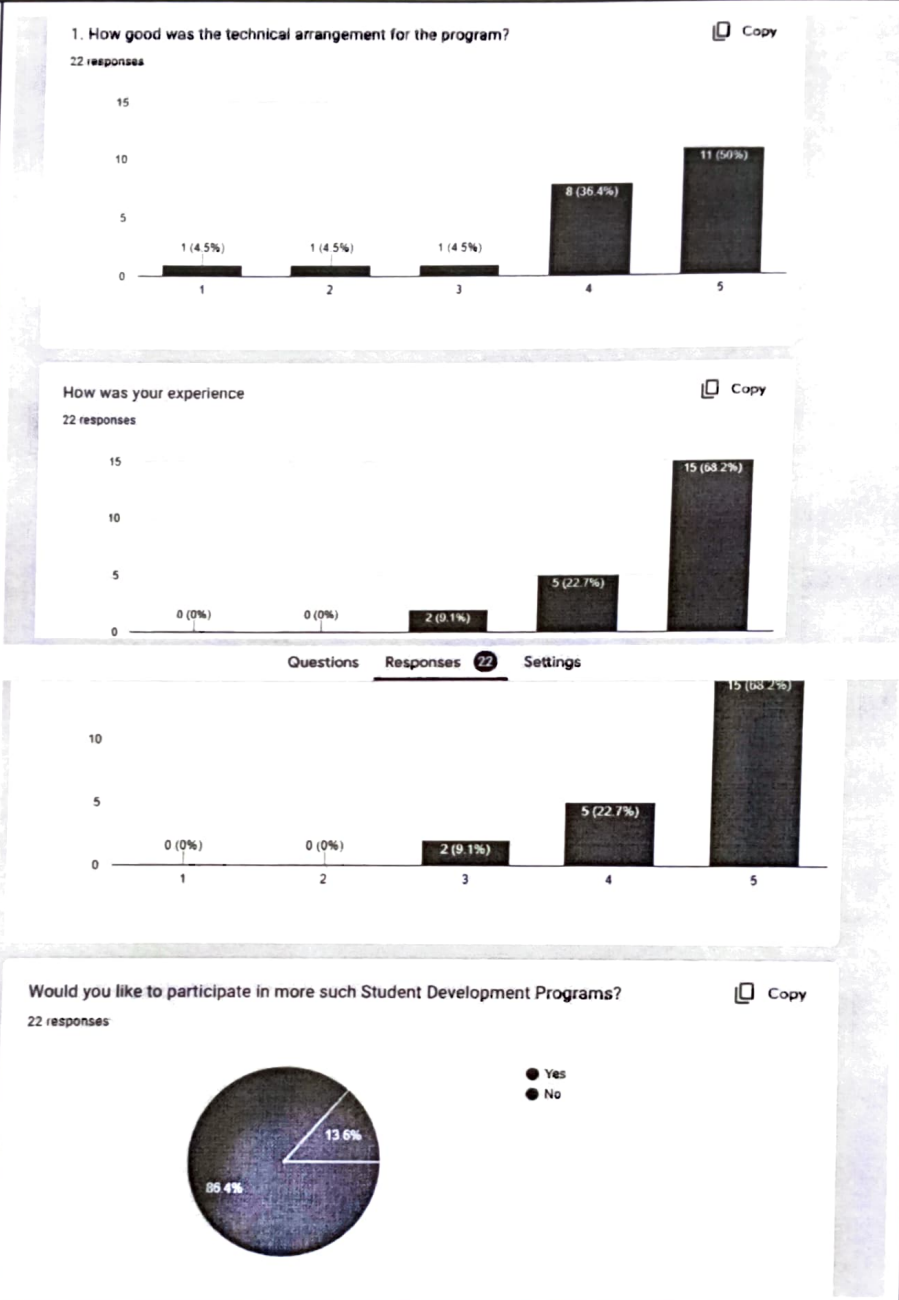 1. How good was the technical arrangement for the program?
Copy
22 responses
15
10
5
0
1 (4.5%)
1 (4.5%)
1 (4.5%)
8 (36.4%)
11 (50%)
1 2 3 4 5
How was your experience
Copy
22 responses
15
10
5
0
0 (0%)
0 (0%)
2 (9.1%)
5 (22.7%)
15 (68.2%)
Questions Responses 22 Settings
15 (68.2%)
10
5
0
0 (0%)
0 (0%)
2 (9.1%)
5 (22.7%)
1 2 3 4 5
Would you like to participate in more such Student Development Programs?
Copy
22 responses
Yes
No
13.6%
86.4%